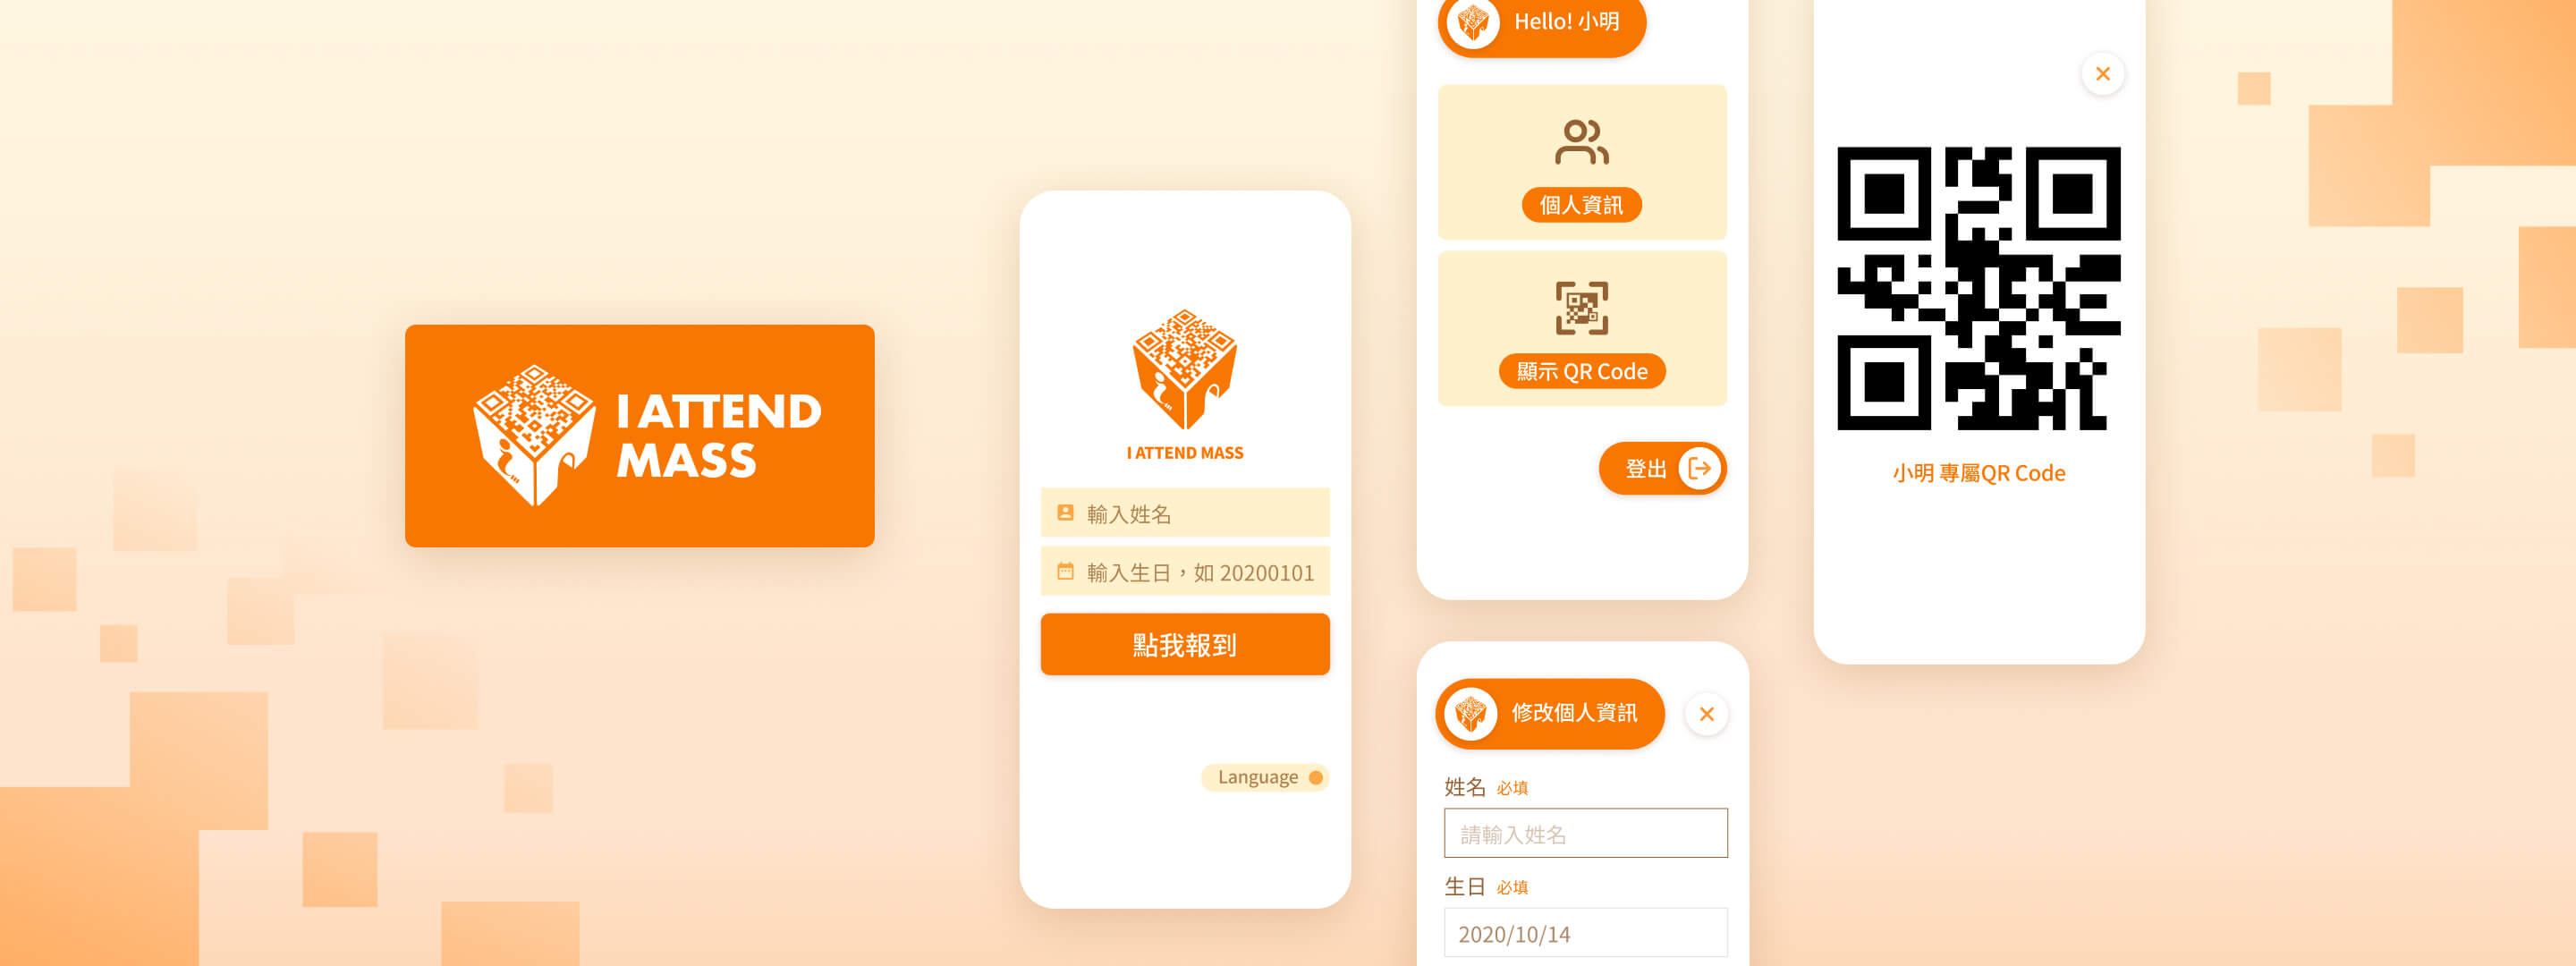 I ATTEND
MASS
I ATTEND MASS
輸入姓名
輸入生日，如 20200101
點我報到
Language
Hello! 小明
個人資訊
顯示 QR Code
登出
修改個人資訊
姓名 必填
請輸入姓名
生日 必填
2020/10/14
小明 專屬QR Code